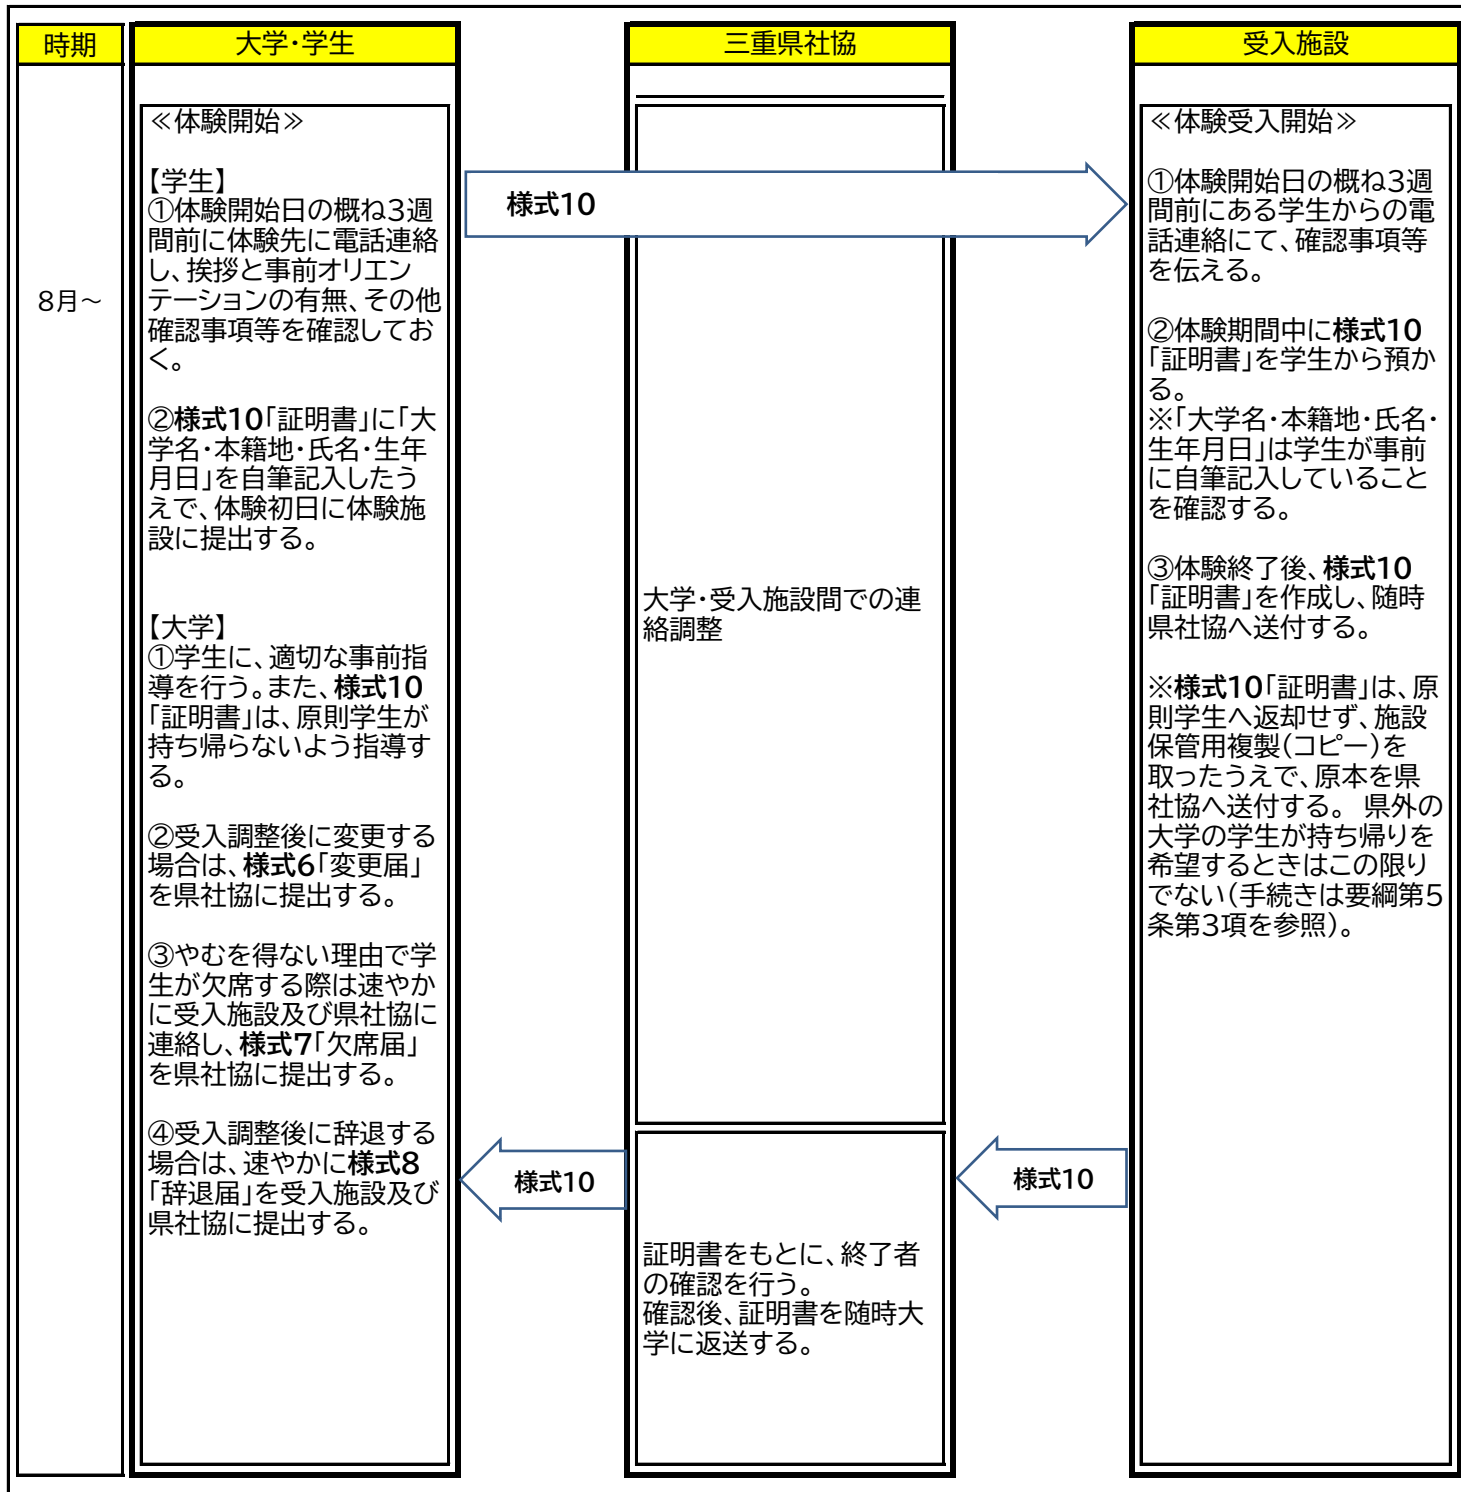 時期
大学・学生
三重県社協
受入施設
8月～
≪体験開始≫
【学生】
①体験開始日の概ね3週
間前に体験先に電話連絡
し、挨拶と事前オリエン
テーションの有無、その他
確認事項等を確認してお
く。
②様式10「証明書」に「大
学名・本籍地・氏名・生年
月日」を自筆記入したう
えで、体験初日に体験施
設に提出する。
【大学】
①学生に、適切な事前指
導を行う。また、様式10
「証明書」は、原則学生が
持ち帰らないよう指導す
る。
②受入調整後に変更する
場合は、様式6「変更届」
を県社協に提出する。
③やむを得ない理由で学
生が欠席する際は速やか
に受入施設及び県社協に
連絡し、様式7「欠席届」
を県社協に提出する。
④受入調整後に辞退する
場合は、速やかに様式8
「辞退届」を受入施設及び
県社協に提出する。
様式10
大学・受入施設間での連
絡調整
≪体験受入開始≫
①体験開始日の概ね3週
間前にある学生からの電
話連絡にて、確認事項等
を伝える。
②体験期間中に様式10
「証明書」を学生から預か
る。
※「大学名・本籍地・氏名・
生年月日」は学生が事前
に自筆記入していること
を確認する。
③体験終了後、様式10
「証明書」を作成し、随時
県社協へ送付する。
※様式10「証明書」は、原
則学生へ返却せず、施設
保管用複製(コピー)を
取ったうえで、原本を県
社協へ送付する。 県外の
大学の学生が持ち帰りを
希望するときはこの限り
でない(手続きは要綱第5
条第3項を参照)。
様式10
様式10
証明書をもとに、終了者
の確認を行う。
確認後、証明書を随時大
学に返送する。